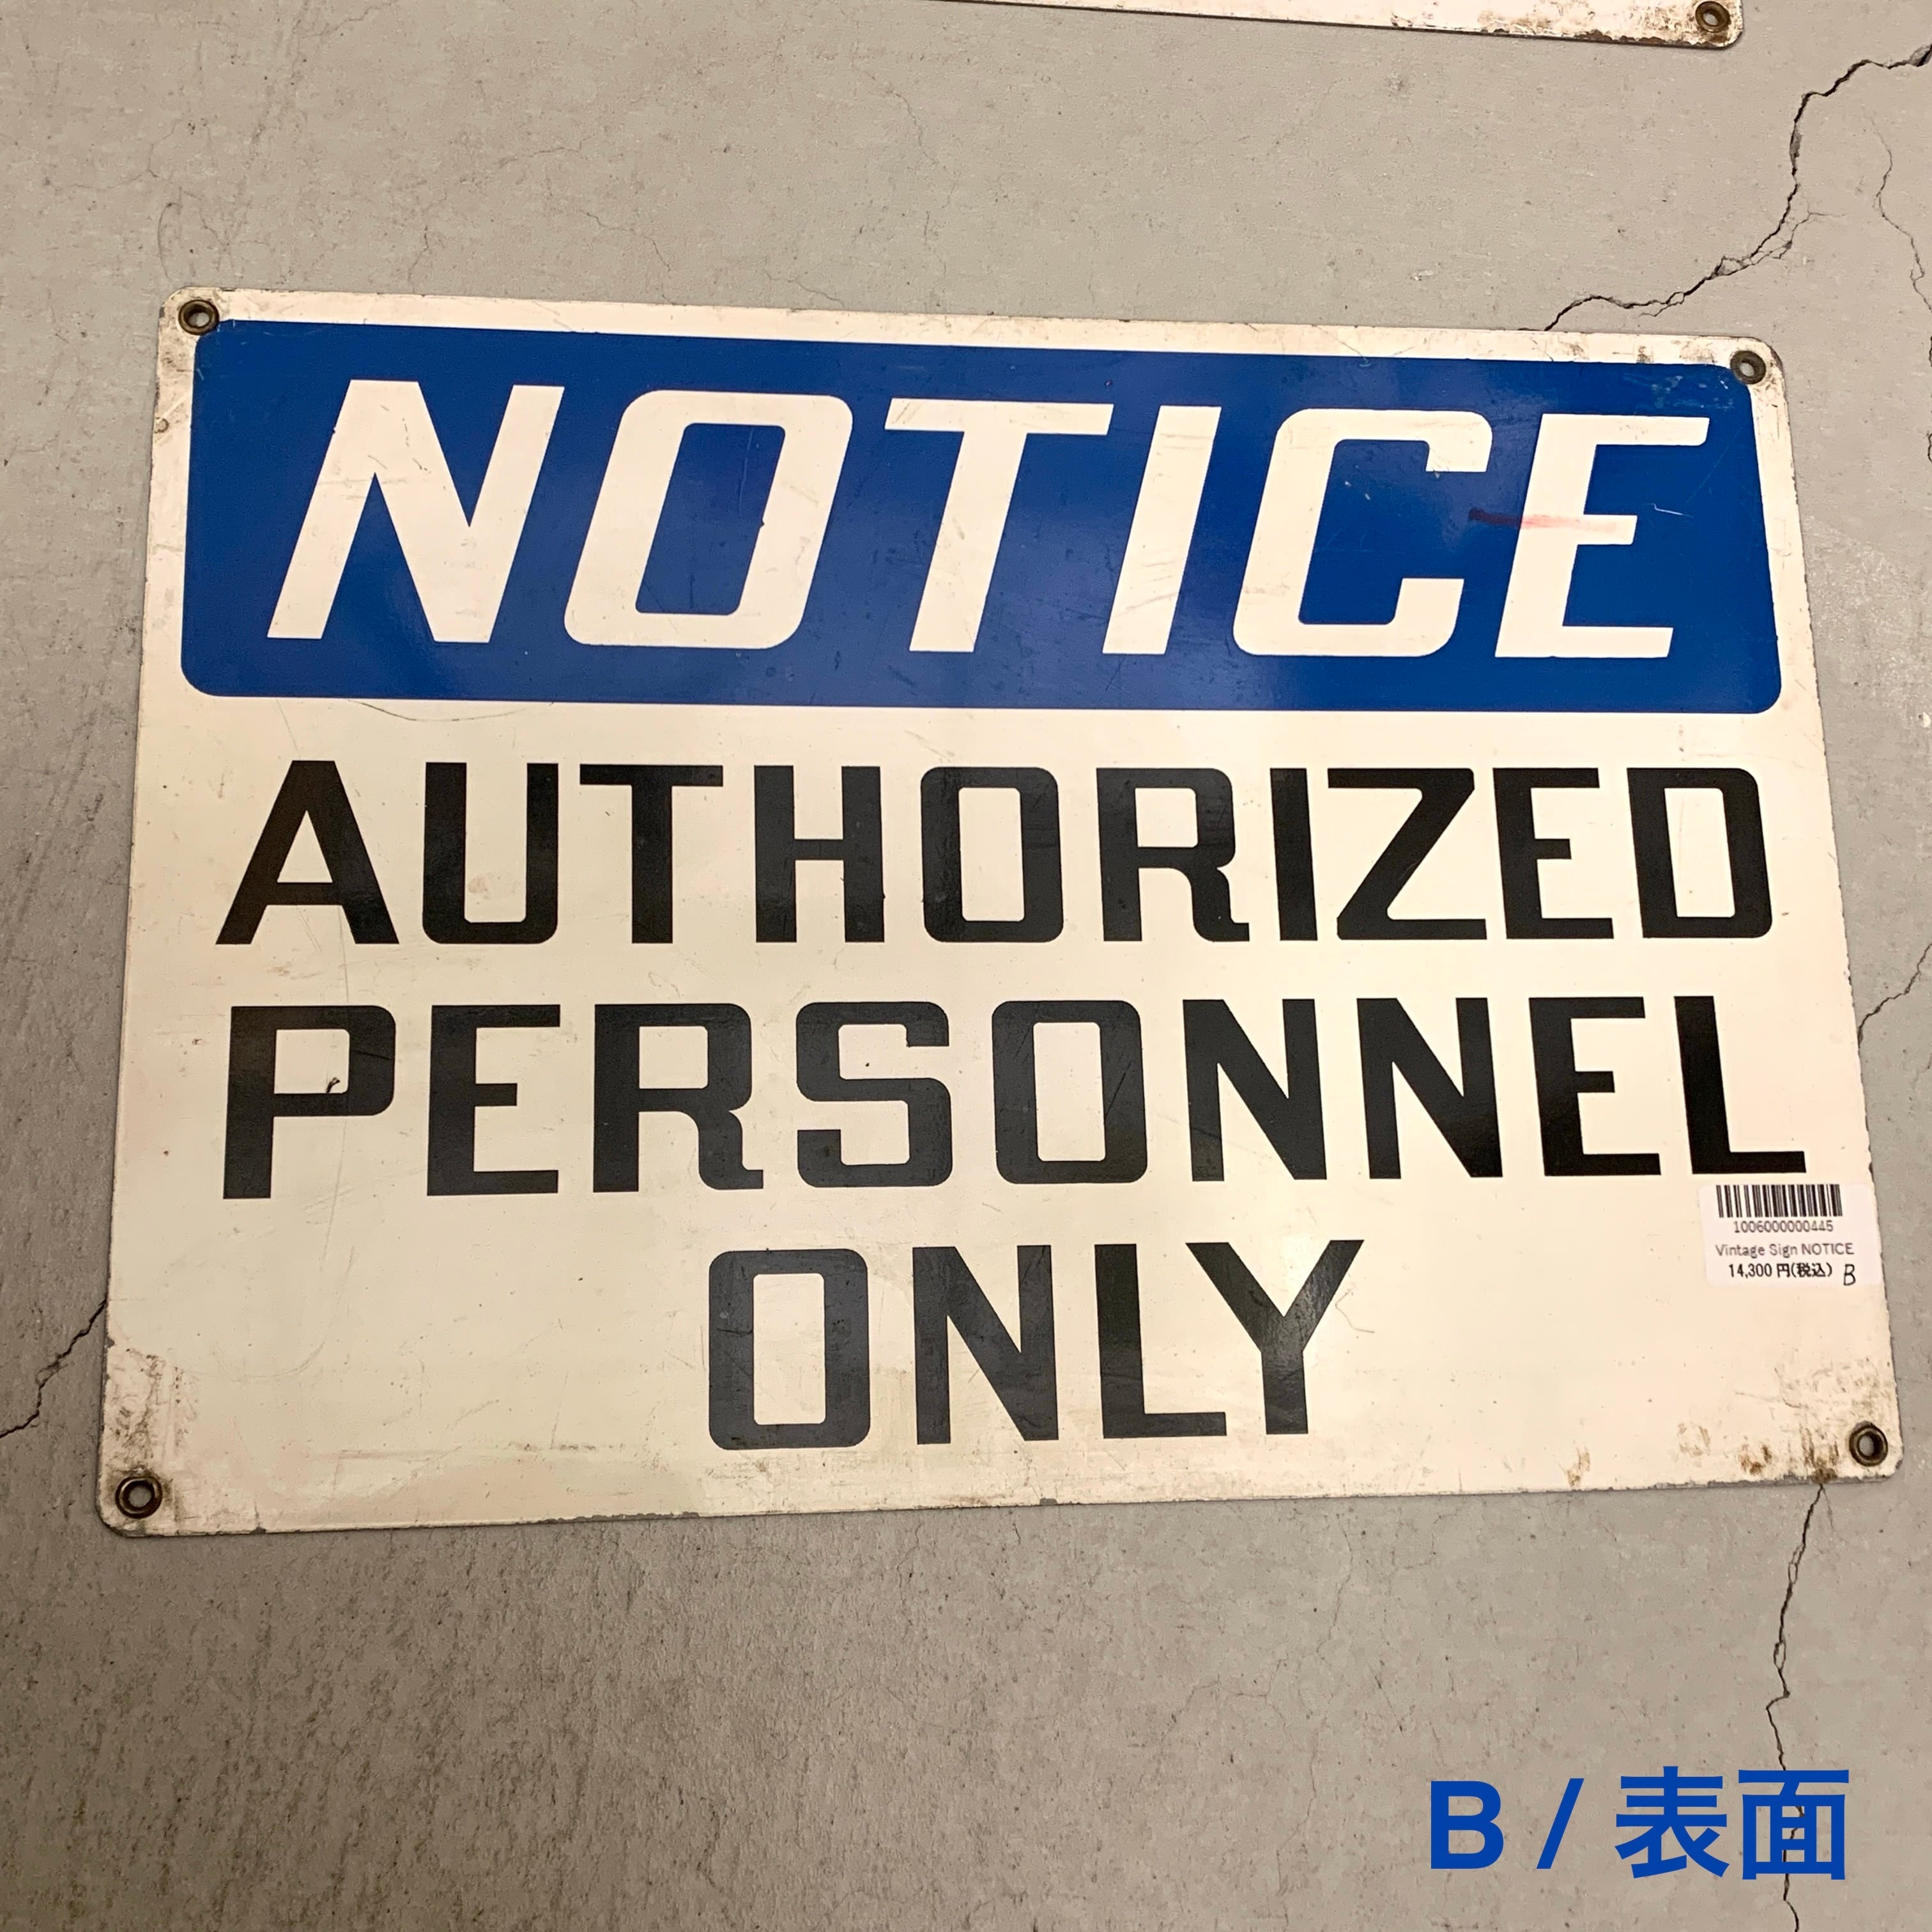 NOTICE
AUTHORIZED
PERSONNEL
ONLY
1006000000445
Vintage Sign NOTICE
14,300 円(税込) B
B / 表面